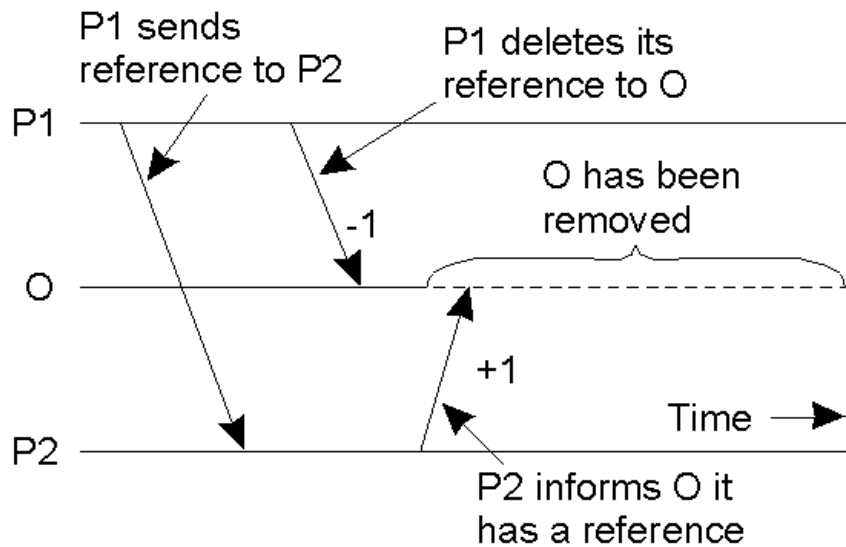 P1 sends
reference to P2
P1 deletes its
reference to O
P1
O has been
removed
-1
O
+1
Time
P2
P2 informs O it
has a reference